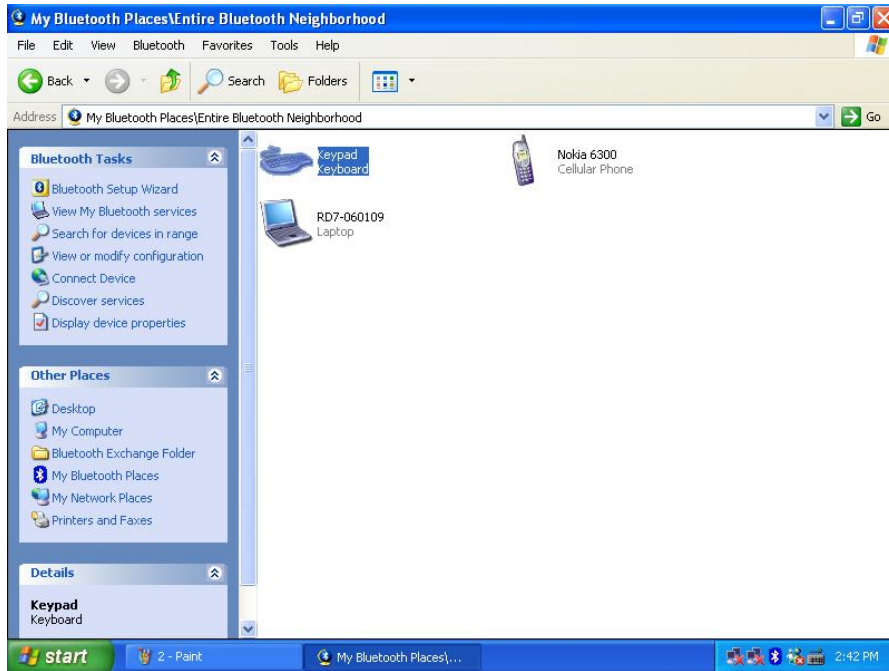 My Bluetooth Places\Entire Bluetooth Neighborhood
File Edit View Bluetooth Favorites Tools Help
Back Search Folders
Address My Bluetooth Places\Entire Bluetooth Neighborhood Go
Bluetooth Tasks
Bluetooth Setup Wizard
View My Bluetooth services
Search for devices in range
View or modify configuration
Connect Device
Discover services
Display device properties
Other Places
Desktop
My Computer
Bluetooth Exchange Folder
My Bluetooth Places
My Network Places
Printers and Faxes
Details
Keypad
Keyboard
Keypad
Keyboard
Nokia 6300
Cellular Phone
RD7-060109
Laptop
start 2 - Paint My Bluetooth Places\... 2:42 PM